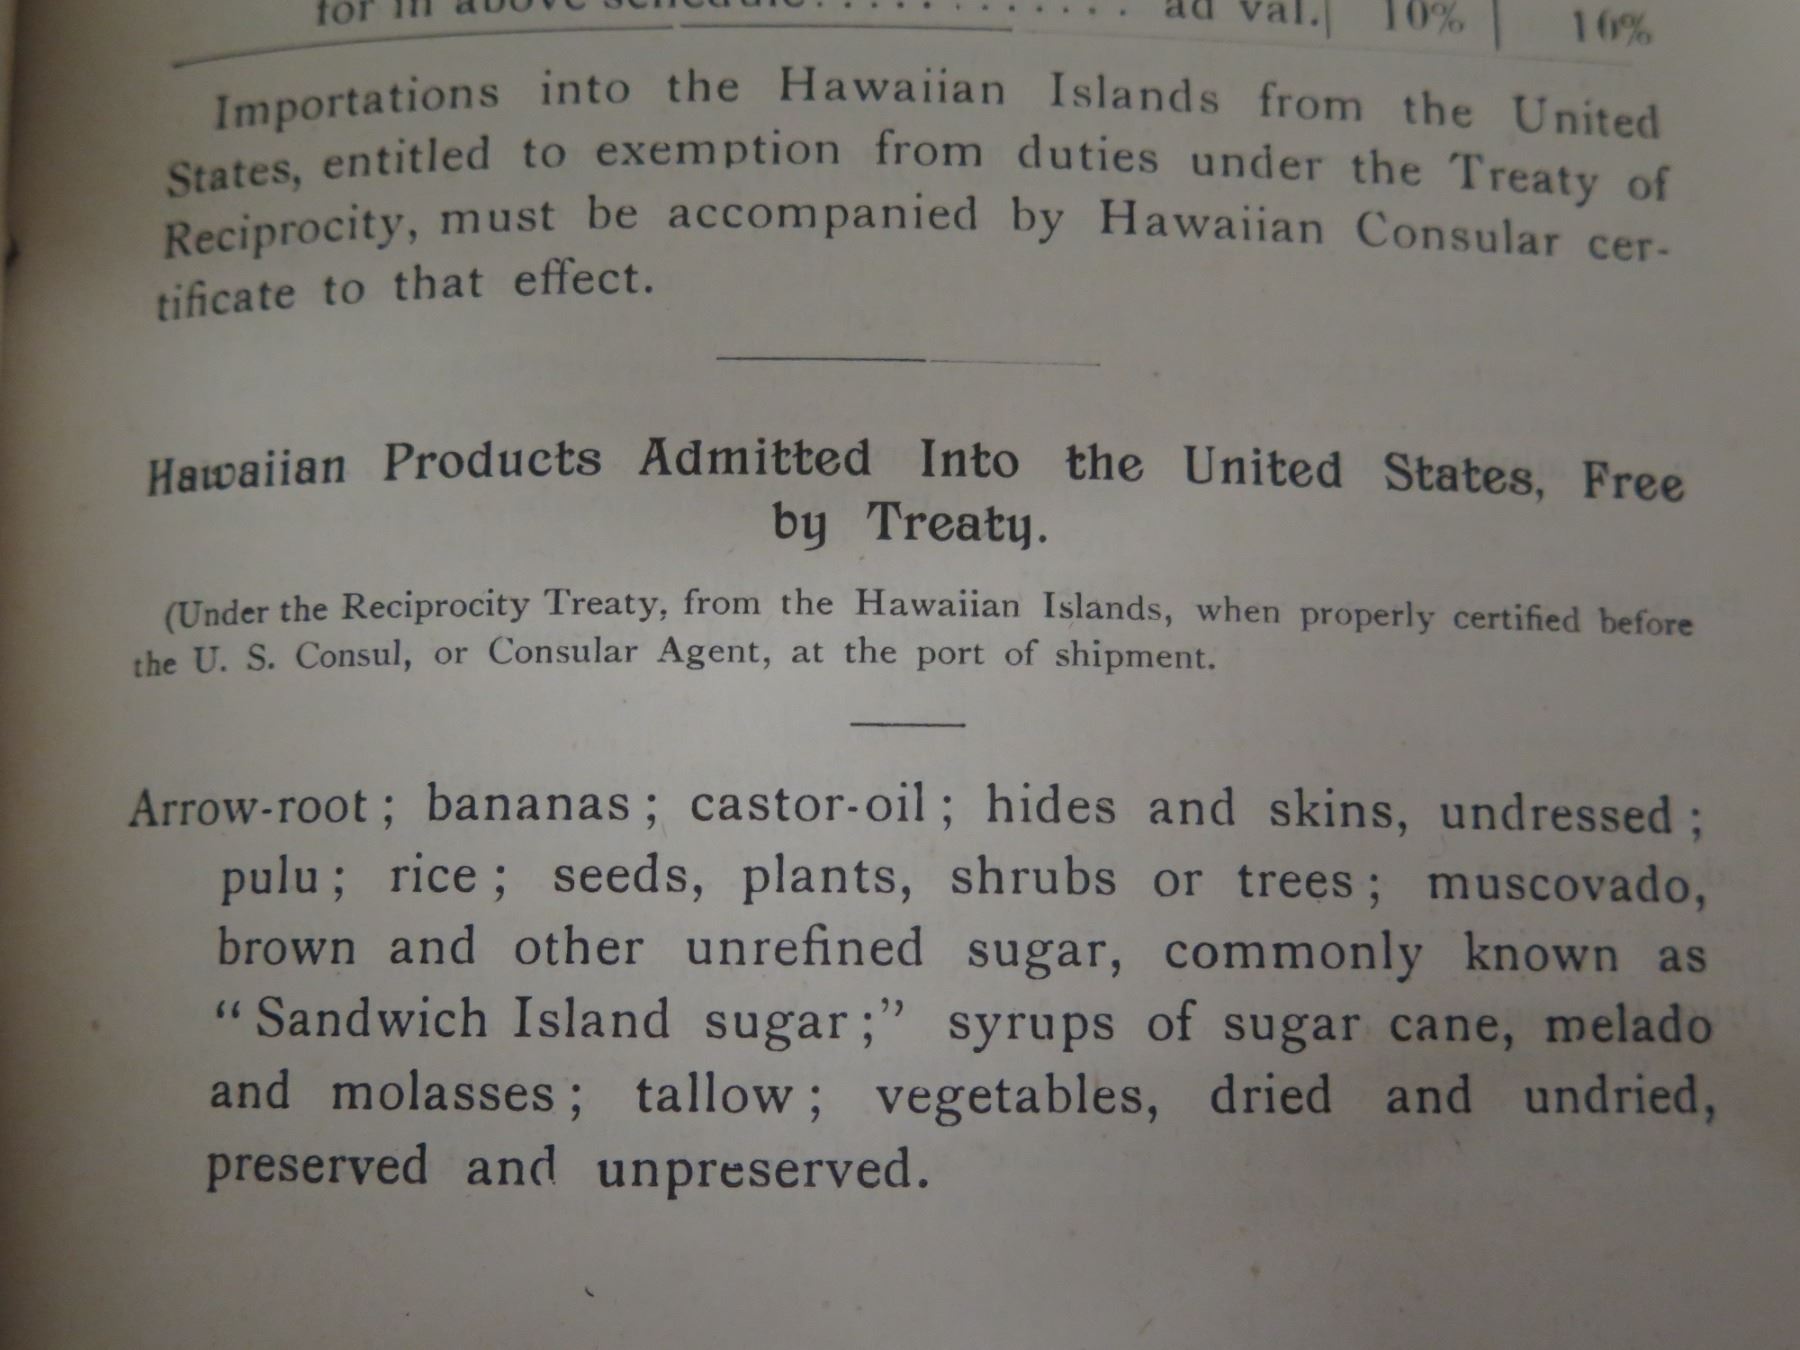 for in above schedule............. ad val.| 10% | 10%
Importations into the Hawaiian Islands from the United
States, entitled to exemption from duties under the Treaty of
Reciprocity, must be accompanied by Hawaiian Consular cer-
tificate to that effect.
Hawaiian Products Admitted Into the United States, Free
by Treaty.
(Under the Reciprocity Treaty, from the Hawaiian Islands, when properly certified before
the U. S. Consul, or Consular Agent, at the port of shipment.
Arrow-root; bananas; castor-oil; hides and skins, undressed;
pulu; rice; seeds, plants, shrubs or trees; muscovado,
brown and other unrefined sugar, commonly known as
“Sandwich Island sugar;” syrups of sugar cane, melado
and molasses; tallow; vegetables, dried and undried,
preserved and unpreserved.